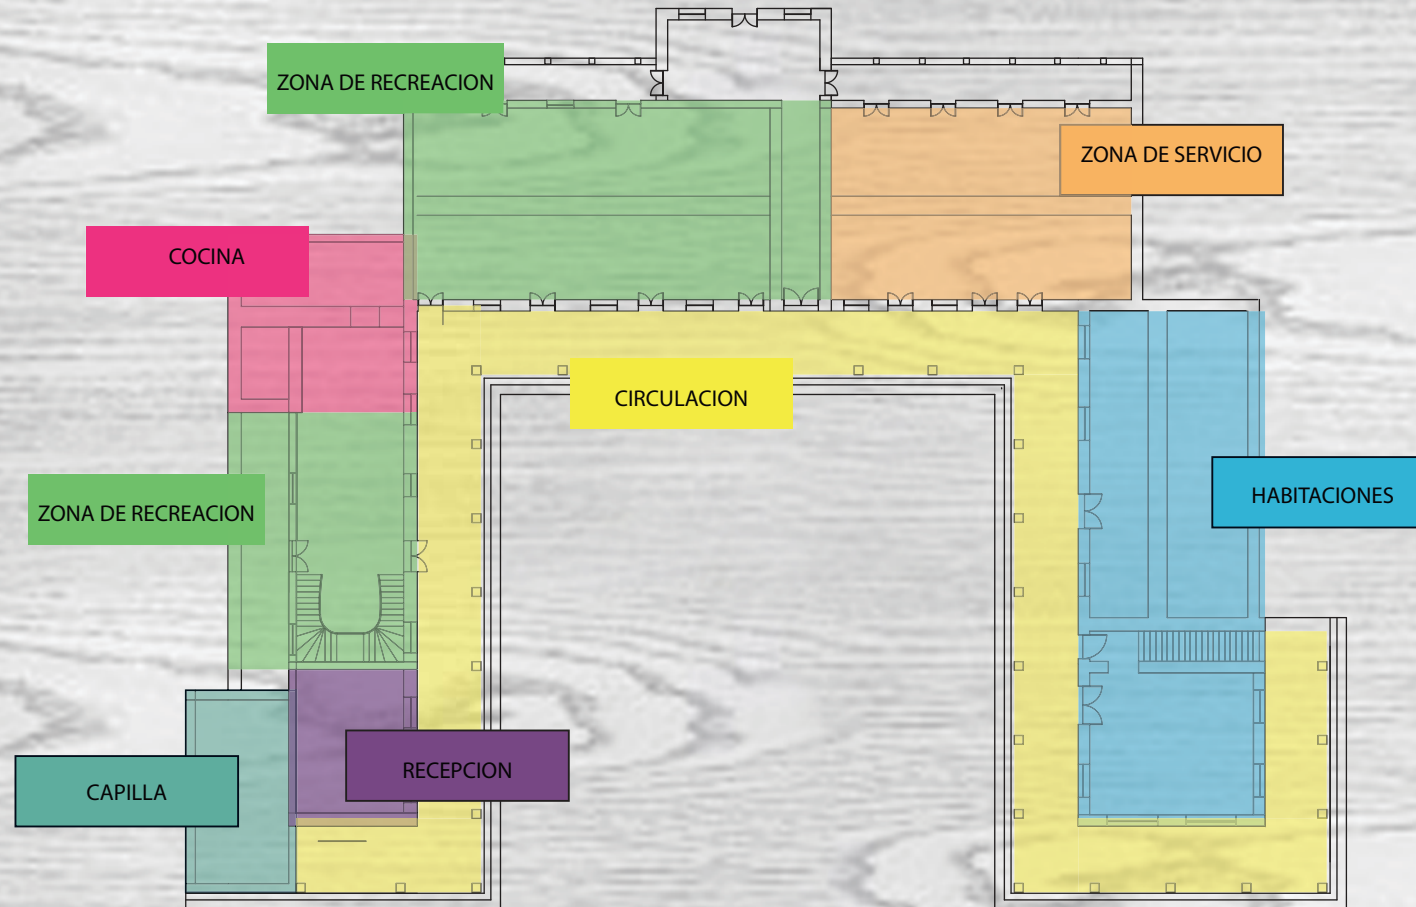 ZONA DE RECREACION
ZONA DE SERVICIO
COCINA
CIRCULACION
HABITACIONES
ZONA DE RECREACION
RECEPCION
CAPILLA